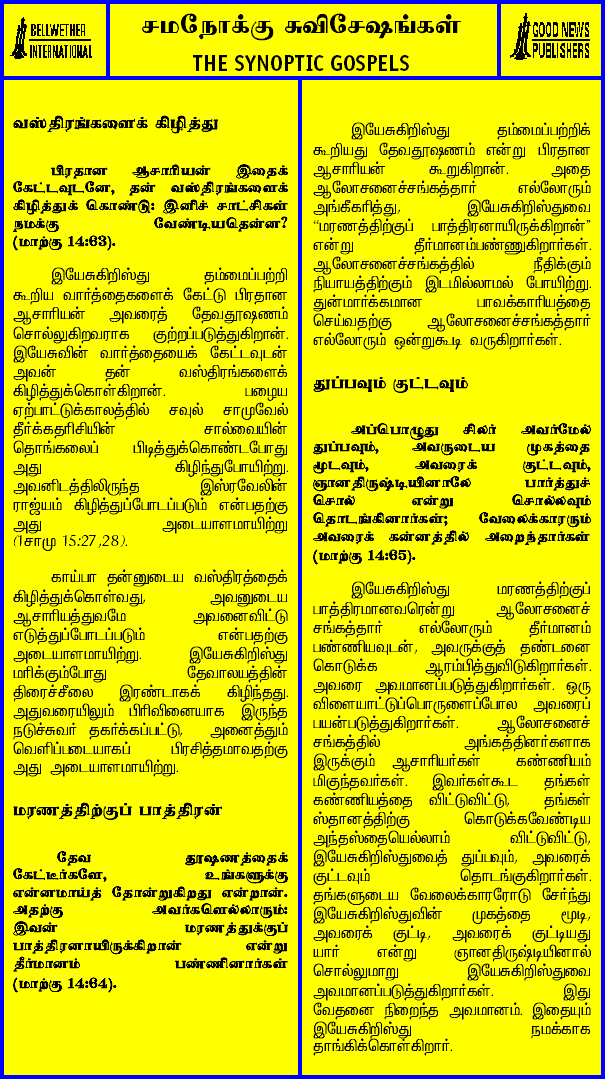 BELLWETHER
INTERNATIONAL
சமநோக்கு சுவிசேஷங்கள்
THE SYNOPTIC GOSPELS
GOOD NEWS
PUBLISHERS
வஸ்திரங்களைக் கிழித்து
பிரதான ஆசாரியன் இதைக்
கேட்டவுடனே, தன் வஸ்திரங்களைக்
கிழித்துக் கொண்டு: இனிச் சாட்சிகள்
நமக்கு வேண்டியதென்ன?
(மாற்கு 14:63).
இயேசுகிறிஸ்து தம்மைப்பற்றி
கூறிய வார்த்தைகளைக் கேட்டு பிரதான
ஆசாரியன் அவரைத் தேவதூஷணம்
சொல்லுகிறவராக குற்றப்படுத்துகிறான்.
இயேசுவின் வார்த்தையைக் கேட்டவுடன்
அவன் தன் வஸ்திரங்களைக்
கிழித்துக்கொள்கிறான். பழைய
ஏற்பாட்டுக்காலத்தில் சவுல் சாமுவேல்
தீர்க்கதரிசியின் சால்வையின்
தொங்கலைப் பிடித்துக்கொண்டபோது
அது கிழிந்துபோயிற்று.
அவனிடத்திலிருந்த இஸ்ரவேலின்
ராஜ்யம் கிழித்துப்போடப்படும் என்பதற்கு
அது அடையாளமாயிற்று
(1சாமு 15:27,28).
காய்பா தன்னுடைய வஸ்திரத்தைக்
கிழித்துக்கொள்வது, அவனுடைய
ஆசாரியத்துவமே அவனைவிட்டு
எடுத்துப்போடப்படும் என்பதற்கு
அடையாளமாயிற்று. இயேசுகிறிஸ்து
மரிக்கும்போது தேவாலயத்தின்
திரைச்சீலை இரண்டாகக் கிழிந்தது.
அதுவரையிலும் பிரிவினையாக இருந்த
நடுச்சுவர் தகர்க்கப்பட்டு, அனைத்தும்
வெளிப்படையாகப் பிரசித்தமாவதற்கு
அது அடையாளமாயிற்று.
மரணத்திற்குப் பாத்திரன்
தேவ தூஷணத்தைக்
கேட்டீர்களே, உங்களுக்கு
என்னமாய்த் தோன்றுகிறது என்றான்.
அதற்கு அவர்களெல்லாரும்:
இவன் மரணத்துக்குப்
பாத்திரனாயிருக்கிறான் என்று
தீர்மானம் பண்ணினார்கள்
(மாற்கு 14:64).
இயேசுகிறிஸ்து தம்மைப்பற்றிக்
கூறியது தேவதூஷணம் என்று பிரதான
ஆசாரியன் கூறுகிறான். அதை
ஆலோசனைச்சங்கத்தார் எல்லோரும்
அங்கீகரித்து, இயேசுகிறிஸ்துவை
“மரணத்திற்குப் பாத்திரனாயிருக்கிறான்”
என்று தீர்மானம்பண்ணுகிறார்கள்.
ஆலோசனைச்சங்கத்தில் நீதிக்கும்
நியாயத்திற்கும் இடமில்லாமல் போயிற்று.
துன்மார்க்கமான பாவக்காரியத்தை
செய்வதற்கு ஆலோசனைச்சங்கத்தார்
எல்லோரும் ஒன்றுகூடி வருகிறார்கள்.
துப்பவும் குட்டவும்
அப்பொழுது சிலர் அவர்மேல்
துப்பவும், அவருடைய முகத்தை
மூடவும், அவரைக் குட்டவும்,
ஞானதிருஷ்டியினாலே பார்த்துச்
சொல் என்று சொல்லவும்
தொடங்கினார்கள்; வேலைக்காரரும்
அவரைக் கன்னத்தில் அறைந்தார்கள்
(மாற்கு 14:65).
இயேசுகிறிஸ்து மரணத்திற்குப்
பாத்திரமானவரென்று ஆலோசனைச்
சங்கத்தார் எல்லோரும் தீர்மானம்
பண்ணியவுடன், அவருக்குத் தண்டனை
கொடுக்க ஆரம்பித்துவிடுகிறார்கள்.
அவரை அவமானப்படுத்துகிறார்கள். ஒரு
விளையாட்டுப்பொருளைப்போல அவரைப்
பயன்படுத்துகிறார்கள். ஆலோசனைச்
சங்கத்தில் அங்கத்தினர்களாக
இருக்கும் ஆசாரியர்கள் கண்ணியம்
மிகுந்தவர்கள். இவர்கள்கூட தங்கள்
கண்ணியத்தை விட்டுவிட்டு, தங்கள்
ஸ்தானத்திற்கு கொடுக்கவேண்டிய
அந்தஸ்தையெல்லாம் விட்டுவிட்டு,
இயேசுகிறிஸ்துவைத் துப்பவும், அவரைக்
குட்டவும் தொடங்குகிறார்கள்.
தங்களுடைய வேலைக்காரரோடு சேர்ந்து
இயேசுகிறிஸ்துவின் முகத்தை மூடி,
அவரைக் குட்டி, அவரைக் குட்டியது
யார் என்று ஞானதிருஷ்டியினால்
சொல்லுமாறு இயேசுகிறிஸ்துவை
அவமானப்படுத்துகிறார்கள். இது
வேதனை நிறைந்த அவமானம். இதையும்
இயேசுகிறிஸ்து நமக்காக
தாங்கிக்கொள்கிறார்.